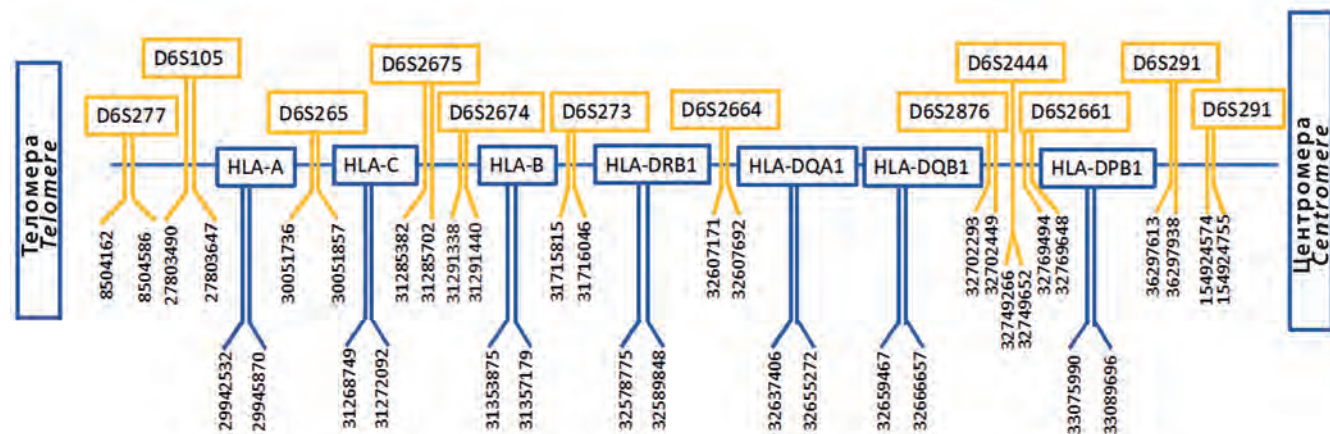 Теломера
Telomere
D6S277
D6S105
D6S265
D6S2675
D6S2674
D6S273
D6S2664
D6S2876
D6S2444
D6S2661
D6S291
D6S291
HLA-A
HLA-C
HLA-B
HLA-DRB1
HLA-DQA1
HLA-DQB1
HLA-DPB1
8504162
8504586
27803490
27803647
30051736
30051857
31285382
31285702
31291338
31291440
31715815
31716046
32607171
32607692
32702293
32702449
32749266
32749652
32769494
32769648
36297613
36297938
154924574
154924755
29942532
29945870
31268749
31272092
31353875
31357179
32578775
32589848
32637406
32655272
32659467
32666657
33075990
33089696
Центромера
Centromere